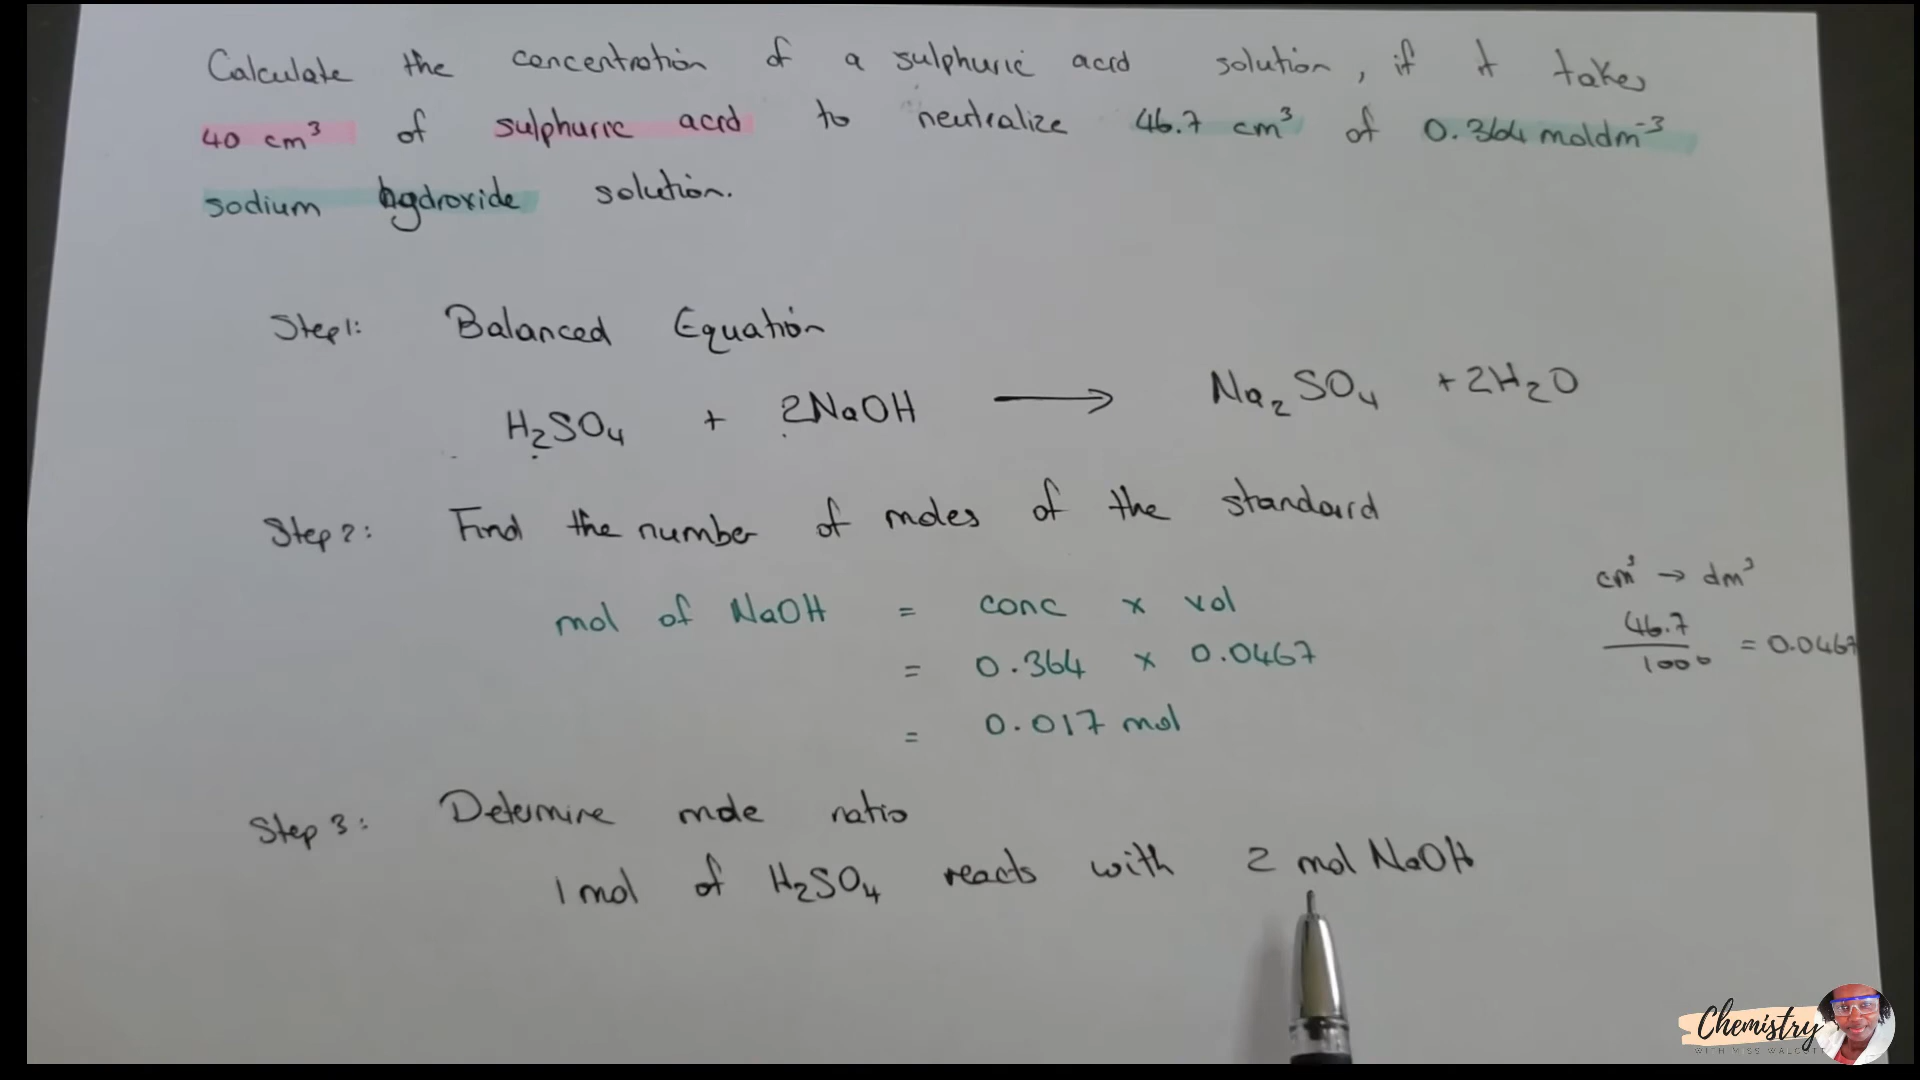 Calculate the concentration of a sulphuric acid solution, if it takes
40 cm³ of sulphuric acid to neutralize 46.7 cm³ of 0.364 moldm⁻³
sodium hydroxide solution.
Step 1: Balanced Equation
H₂SO₄ + 2NaOH → Na₂SO₄ + 2H₂O
Step 2: Find the number of moles of the standard
mol of NaOH = conc x vol
= 0.364 x 0.0467
= 0.017 mol
cm³ → dm³
46.7
1000 = 0.0467
Step 3: Determine mole ratio
1 mol of H₂SO₄ reacts with 2 mol NaOH
Chemistry
WITH MISS WALCOTT